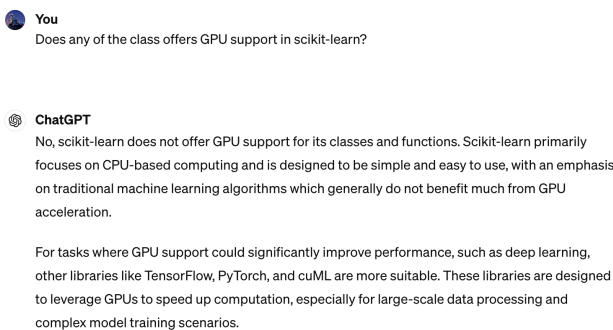 You
Does any of the class offers GPU support in scikit-learn?
ChatGPT
No, scikit-learn does not offer GPU support for its classes and functions. Scikit-learn primarily
focuses on CPU-based computing and is designed to be simple and easy to use, with an emphasis
on traditional machine learning algorithms which generally do not benefit much from GPU
acceleration.
For tasks where GPU support could significantly improve performance, such as deep learning,
other libraries like TensorFlow, PyTorch, and cuML are more suitable. These libraries are designed
to leverage GPUs to speed up computation, especially for large-scale data processing and
complex model training scenarios.